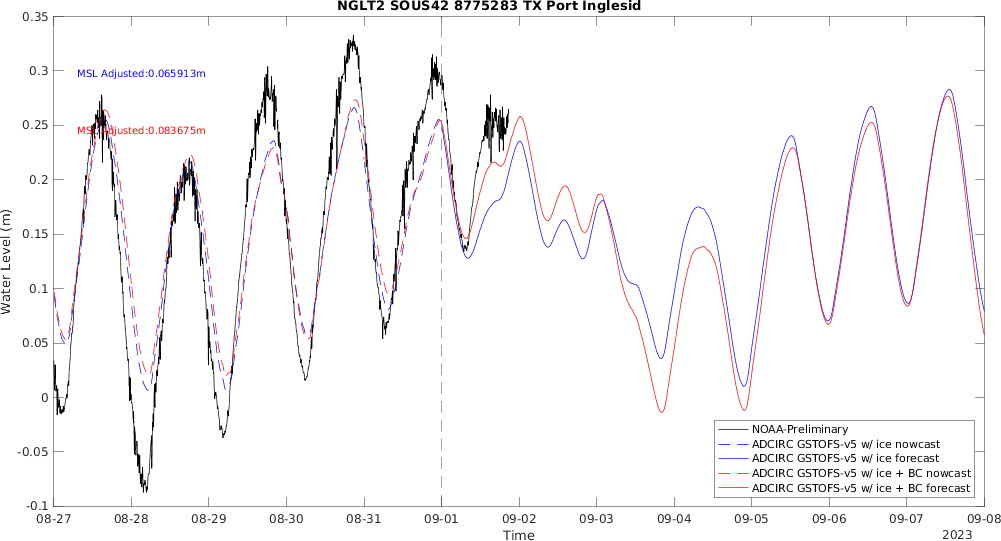 NGLT2 SOUS42 8775283 TX Port Inglesid
0.35
0.3
0.25
0.2
0.15
0.1
0.05
0
-0.05
-0.1
Water Level (m)
MSL Adjusted:0.065913m
MSL Adjusted:0.083675m
NOAA-Preliminary
ADCIRC GSTOFS-v5 w/ ice nowcast
ADCIRC GSTOFS-v5 w/ ice forecast
ADCIRC GSTOFS-v5 w/ ice + BC nowcast
ADCIRC GSTOFS-v5 w/ ice + BC forecast
08-27 08-28 08-29 08-30 08-31 09-01 09-02 09-03 09-04 09-05 09-06 09-07 09-08
Time
2023